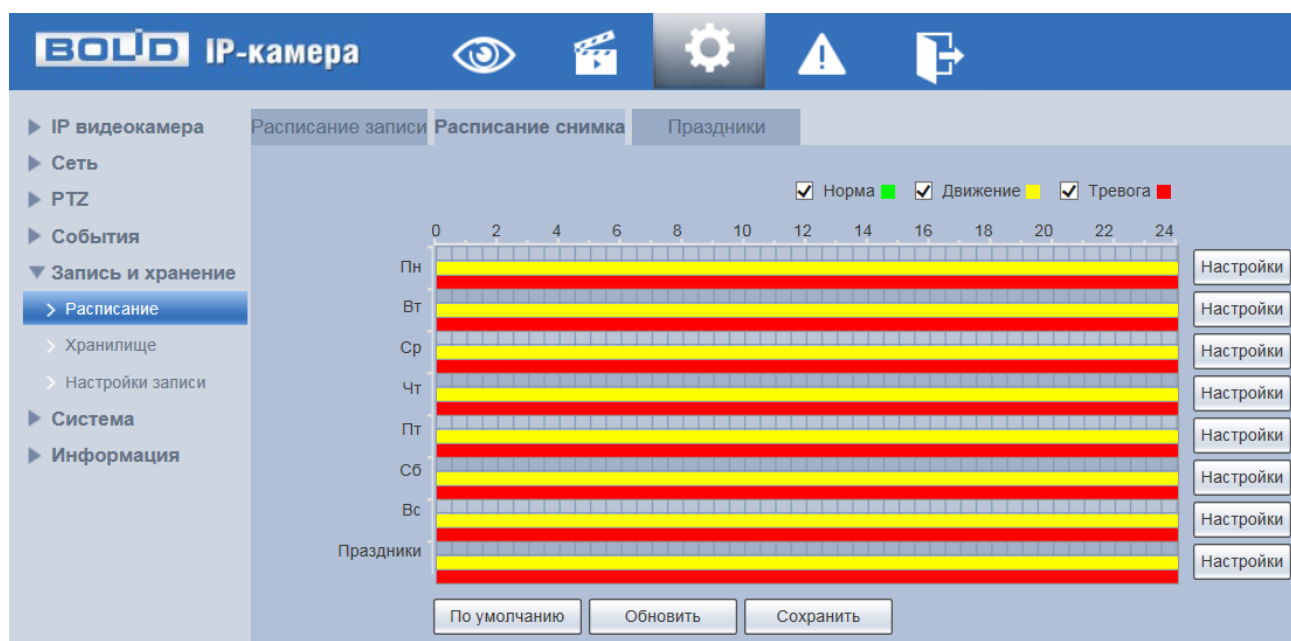 BOLID IP-камера
IP видеокамера
Сеть
PTZ
События
Запись и хранение
Расписание
Хранилище
Настройки записи
Система
Информация
Расписание записи Расписание снимка Праздники
Норма Движение Тревога
0 2 4 6 8 10 12 14 16 18 20 22 24
Пн Настройки
Вт Настройки
Ср Настройки
Чт Настройки
Пт Настройки
Сб Настройки
Вс Настройки
Праздники Настройки
По умолчанию Обновить Сохранить